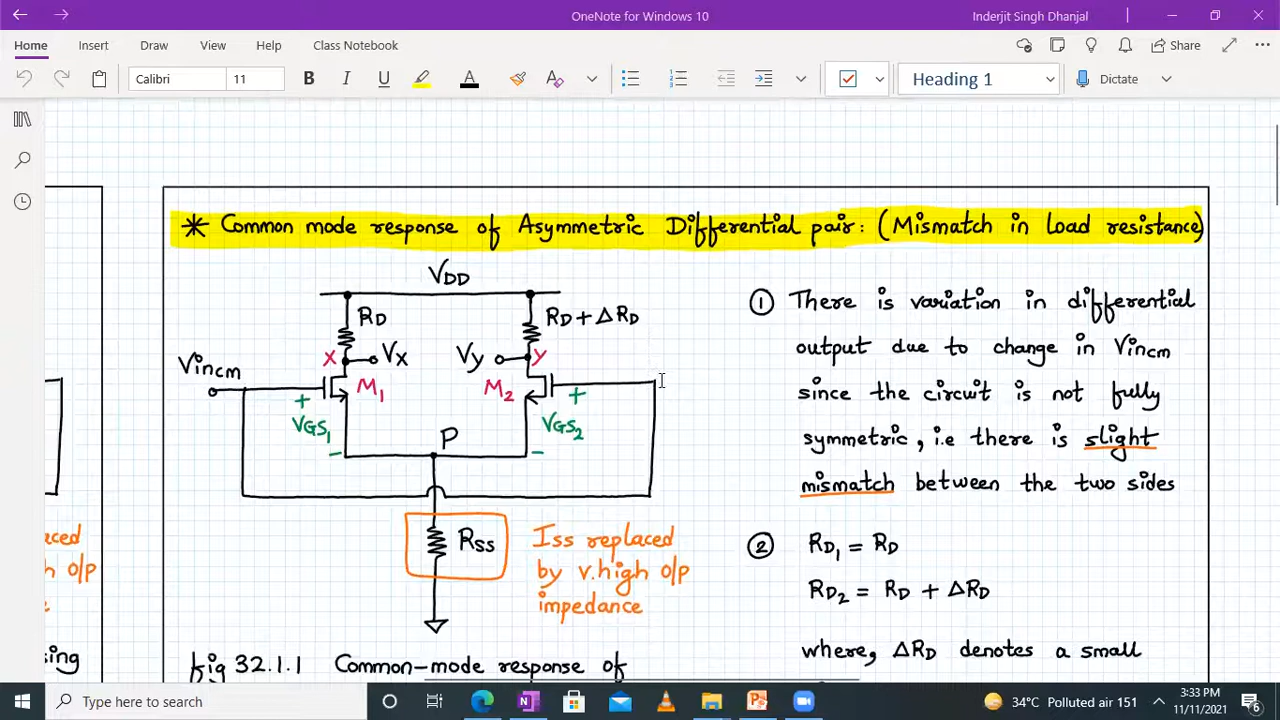 OneNote for Windows 10
Inderjit Singh Dhanjal
Home Insert Draw View Help Class Notebook
Share
Calibri 11 B I U A Heading 1 Dictate
* Common mode response of Asymmetric Differential pair: (Mismatch in Load resistance)
VDD
RD
RD + ΔRD
Vincm
X Vx
Vy Y
M1 M2
+ +
VGS1 VGS2
P
- -
Rss
Iss replaced
by v.high o/p
impedance
fig 32.1.1 Common-mode response of
① There is variation in differential
output due to change in Vincm
since the circuit is not fully
symmetric, i.e there is slight
mismatch between the two sides
② RD1 = RD
RD2 = RD + ΔRD
where, ΔRD denotes a small
o/p
Type here to search
34°C Polluted air 151
3:33 PM
11/11/2021
6